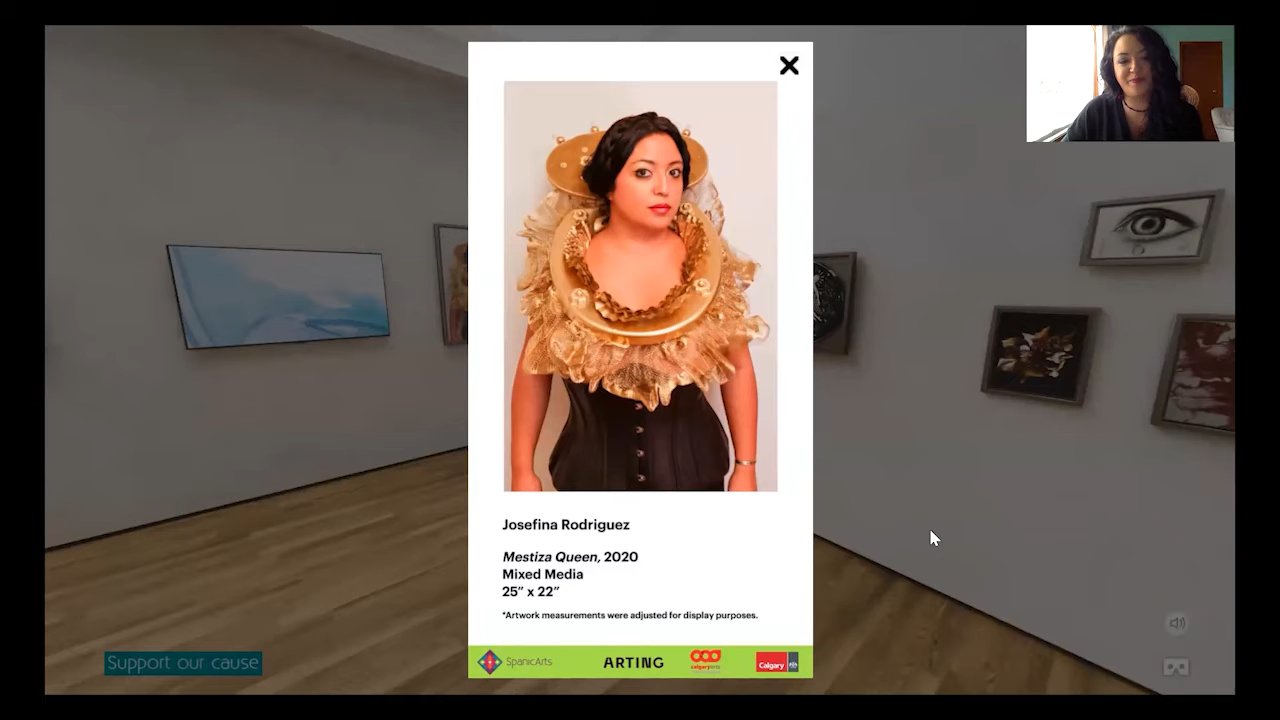 Josefina Rodriguez
Mestiza Queen, 2020
Mixed Media
25” x 22”
*Artwork measurements were adjusted for display purposes.
Support our cause
SpanicArts
ARTING
calgaryarts
Calgary